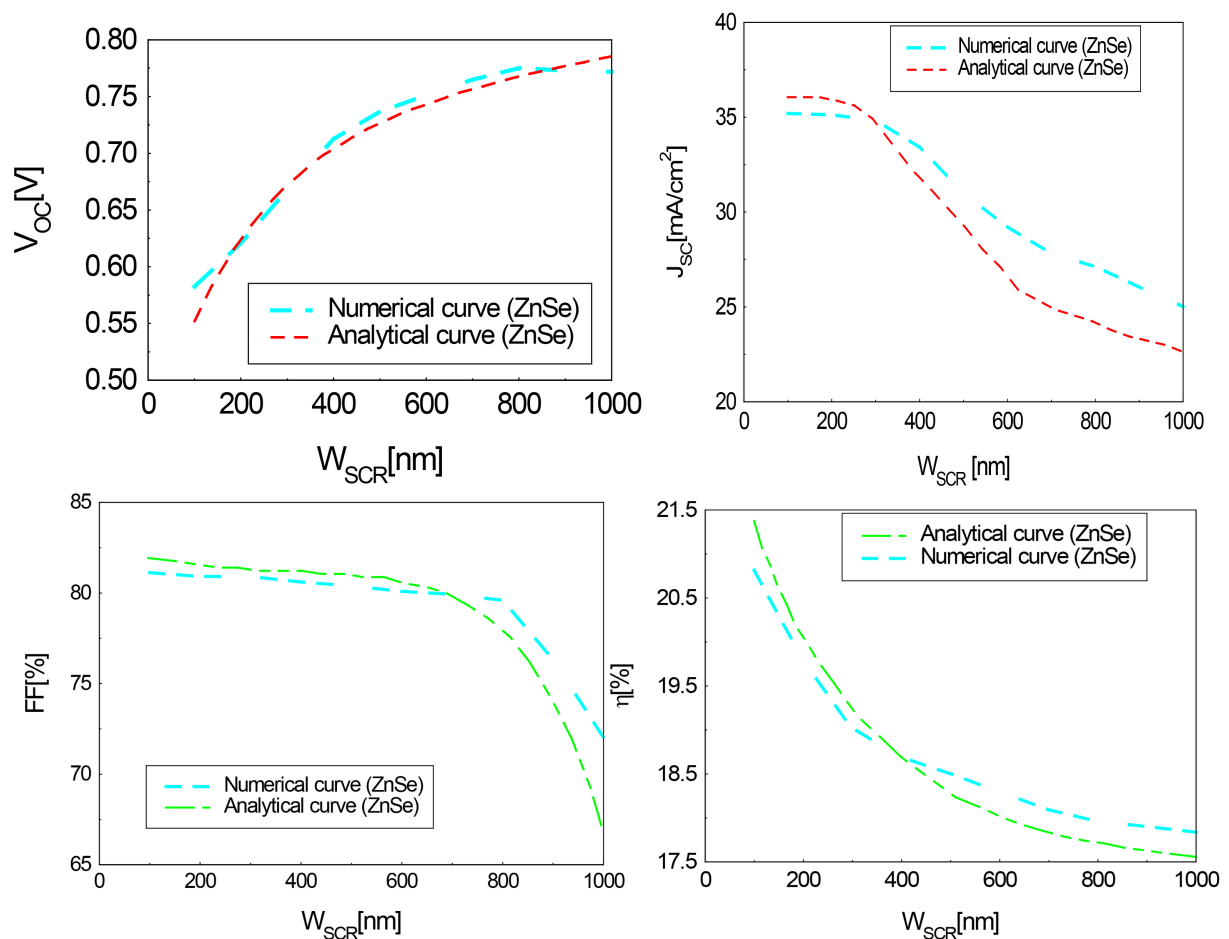 0.80
0.75
0.70
0.65
0.60
0.55
0.50
V_OC[V]
Numerical curve (ZnSe)
Analytical curve (ZnSe)
0 200 400 600 800 1000
W_SCR[nm]
40
35
30
25
20
J_SC[mA/cm²]
Numerical curve (ZnSe)
Analytical curve (ZnSe)
0 200 400 600 800 1000
W_SCR [nm]
85
80
75
70
65
FF[%]
Numerical curve (ZnSe)
Analytical curve (ZnSe)
0 200 400 600 800 1000
W_SCR[nm]
21.5
20.5
19.5
18.5
17.5
η[%]
Analytical curve (ZnSe)
Numerical curve (ZnSe)
0 200 400 600 800 1000
W_SCR[nm]